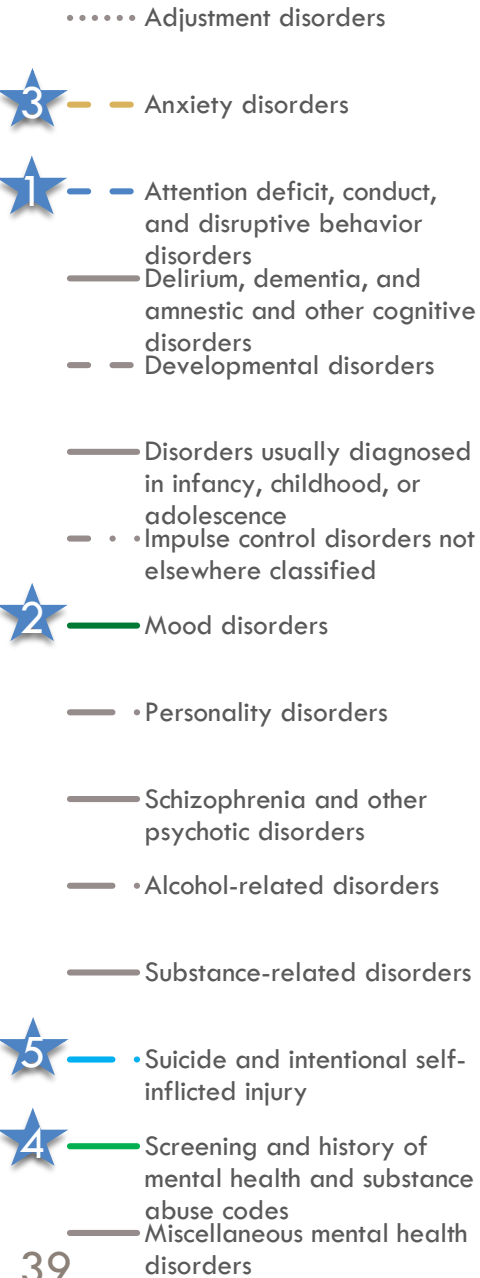 Adjustment disorders
3
Anxiety disorders
1
Attention deficit, conduct,
and disruptive behavior
disorders
Delirium, dementia, and
amnestic and other cognitive
disorders
Developmental disorders
Disorders usually diagnosed
in infancy, childhood, or
adolescence
Impulse control disorders not
elsewhere classified
2
Mood disorders
Personality disorders
Schizophrenia and other
psychotic disorders
Alcohol-related disorders
Substance-related disorders
5
Suicide and intentional self-
inflicted injury
4
Screening and history of
mental health and substance
abuse codes
Miscellaneous mental health
disorders
39